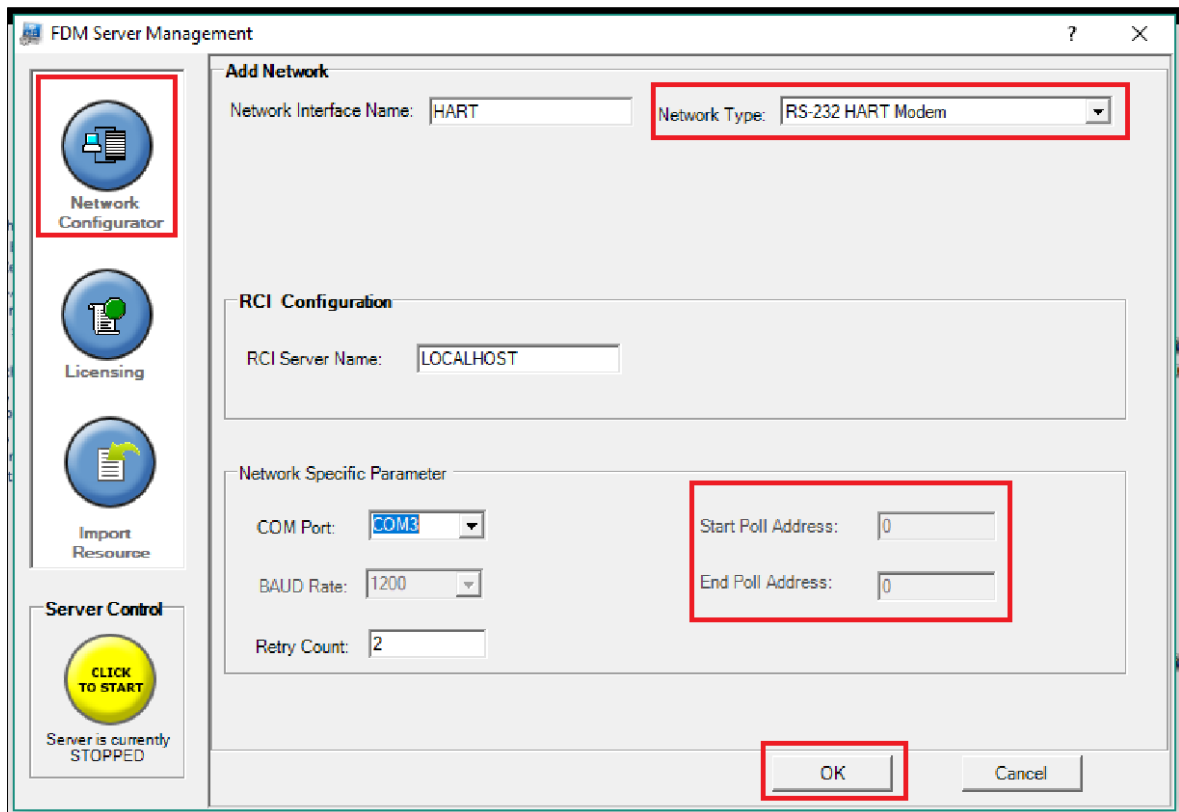 FDM Server Management
?
Network
Configurator
Licensing
Import
Resource
Server Control
CLICK
TO START
Server is currently
STOPPED
Add Network
Network Interface Name: HART
Network Type: RS-232 HART Modem
RCI Configuration
RCI Server Name: LOCALHOST
Network Specific Parameter
COM Port: COM3
Start Poll Address: 0
BAUD Rate: 1200
End Poll Address: 0
Retry Count: 2
OK
Cancel